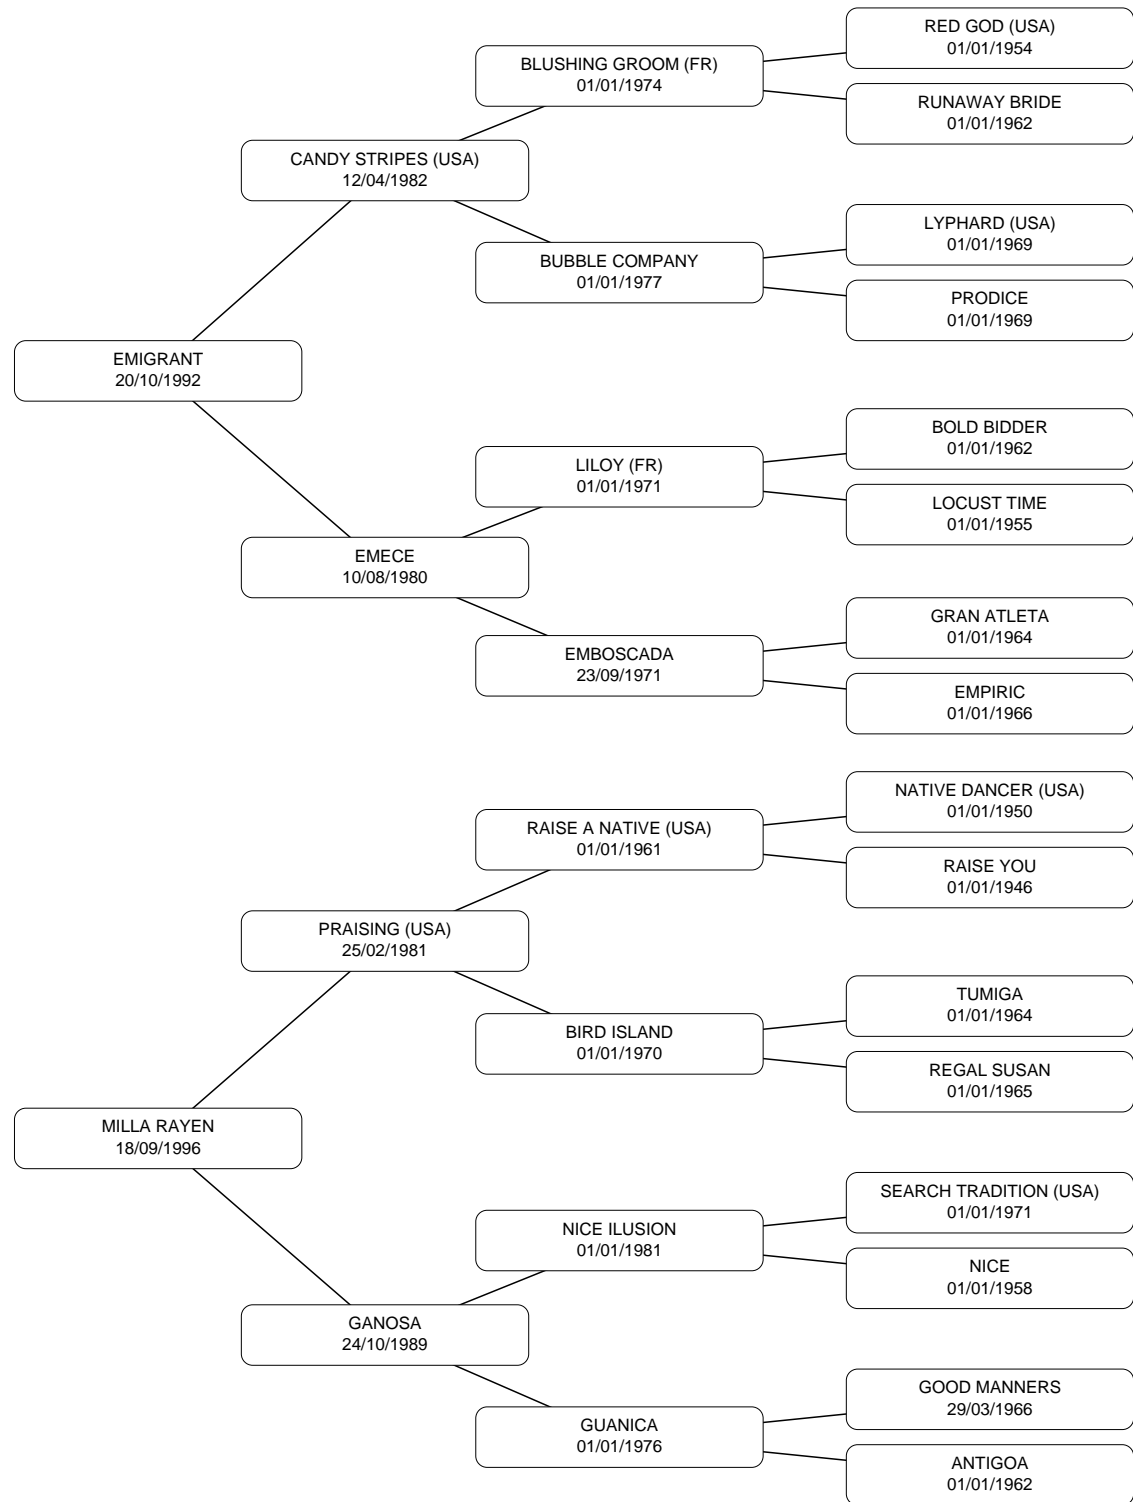 RED GOD (USA)
01/01/1954
BLUSHING GROOM (FR)
01/01/1974
RUNAWAY BRIDE
01/01/1962
CANDY STRIPES (USA)
12/04/1982
LYPHARD (USA)
01/01/1969
BUBBLE COMPANY
01/01/1977
PRODICE
01/01/1969
EMIGRANT
20/10/1992
BOLD BIDDER
01/01/1962
LILOY (FR)
01/01/1971
LOCUST TIME
01/01/1955
EMECE
10/08/1980
GRAN ATLETA
01/01/1964
EMBOSCADA
23/09/1971
EMPIRIC
01/01/1966
NATIVE DANCER (USA)
01/01/1950
RAISE A NATIVE (USA)
01/01/1961
RAISE YOU
01/01/1946
PRAISING (USA)
25/02/1981
TUMIGA
01/01/1964
BIRD ISLAND
01/01/1970
REGAL SUSAN
01/01/1965
MILLA RAYEN
18/09/1996
SEARCH TRADITION (USA)
01/01/1971
NICE ILUSION
01/01/1981
NICE
01/01/1958
GANOSA
24/10/1989
GOOD MANNERS
29/03/1966
GUANICA
01/01/1976
ANTIGOA
01/01/1962